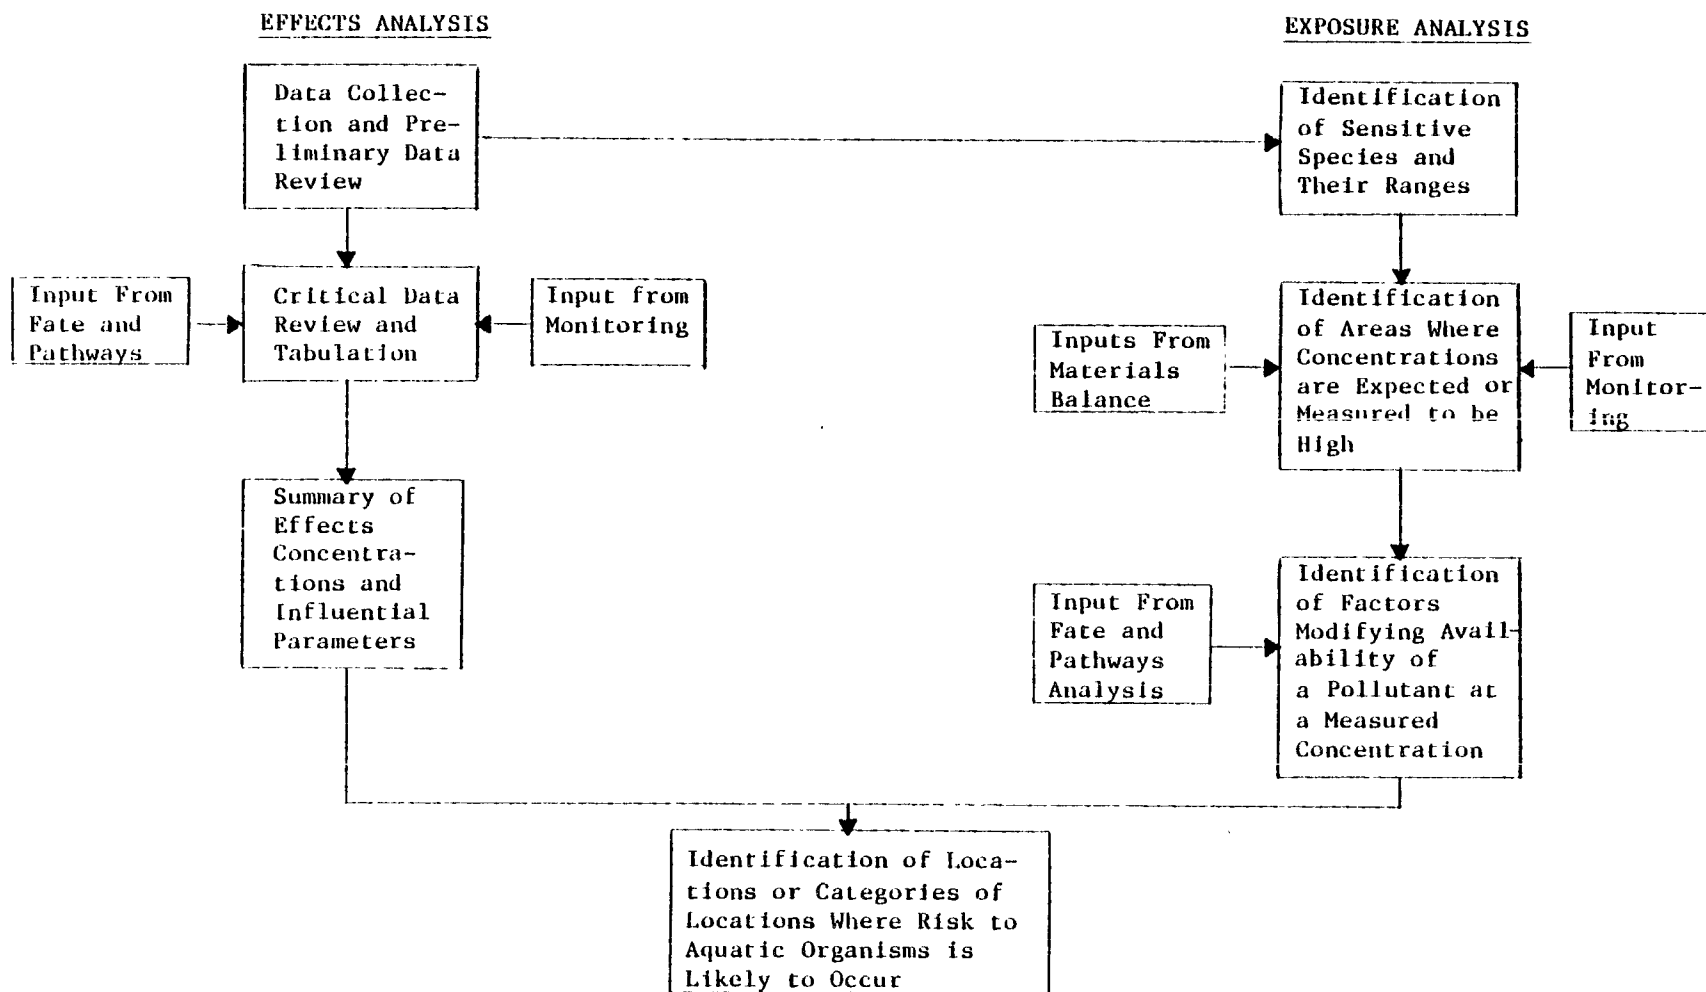 EFFECTS ANALYSIS
Data Collec-
tion and Pre-
liminary Data
Review
Input From
Fate and
Pathways
Critical Data
Review and
Tabulation
Input from
Monitoring
Summary of
Effects
Concentra-
tions and
Influential
Parameters
EXPOSURE ANALYSIS
Identification
of Sensitive
Species and
Their Ranges
Inputs From
Materials
Balance
Identification
of Areas Where
Concentrations
are Expected or
Measured to be
High
Input
From
Monitor-
ing
Input From
Fate and
Pathways
Analysis
Identification
of Factors
Modifying Avail-
ability of
a Pollutant at
a Measured
Concentration
Identification of Loca-
tions or Categories of
Locations Where Risk to
Aquatic Organisms is
Likely to Occur